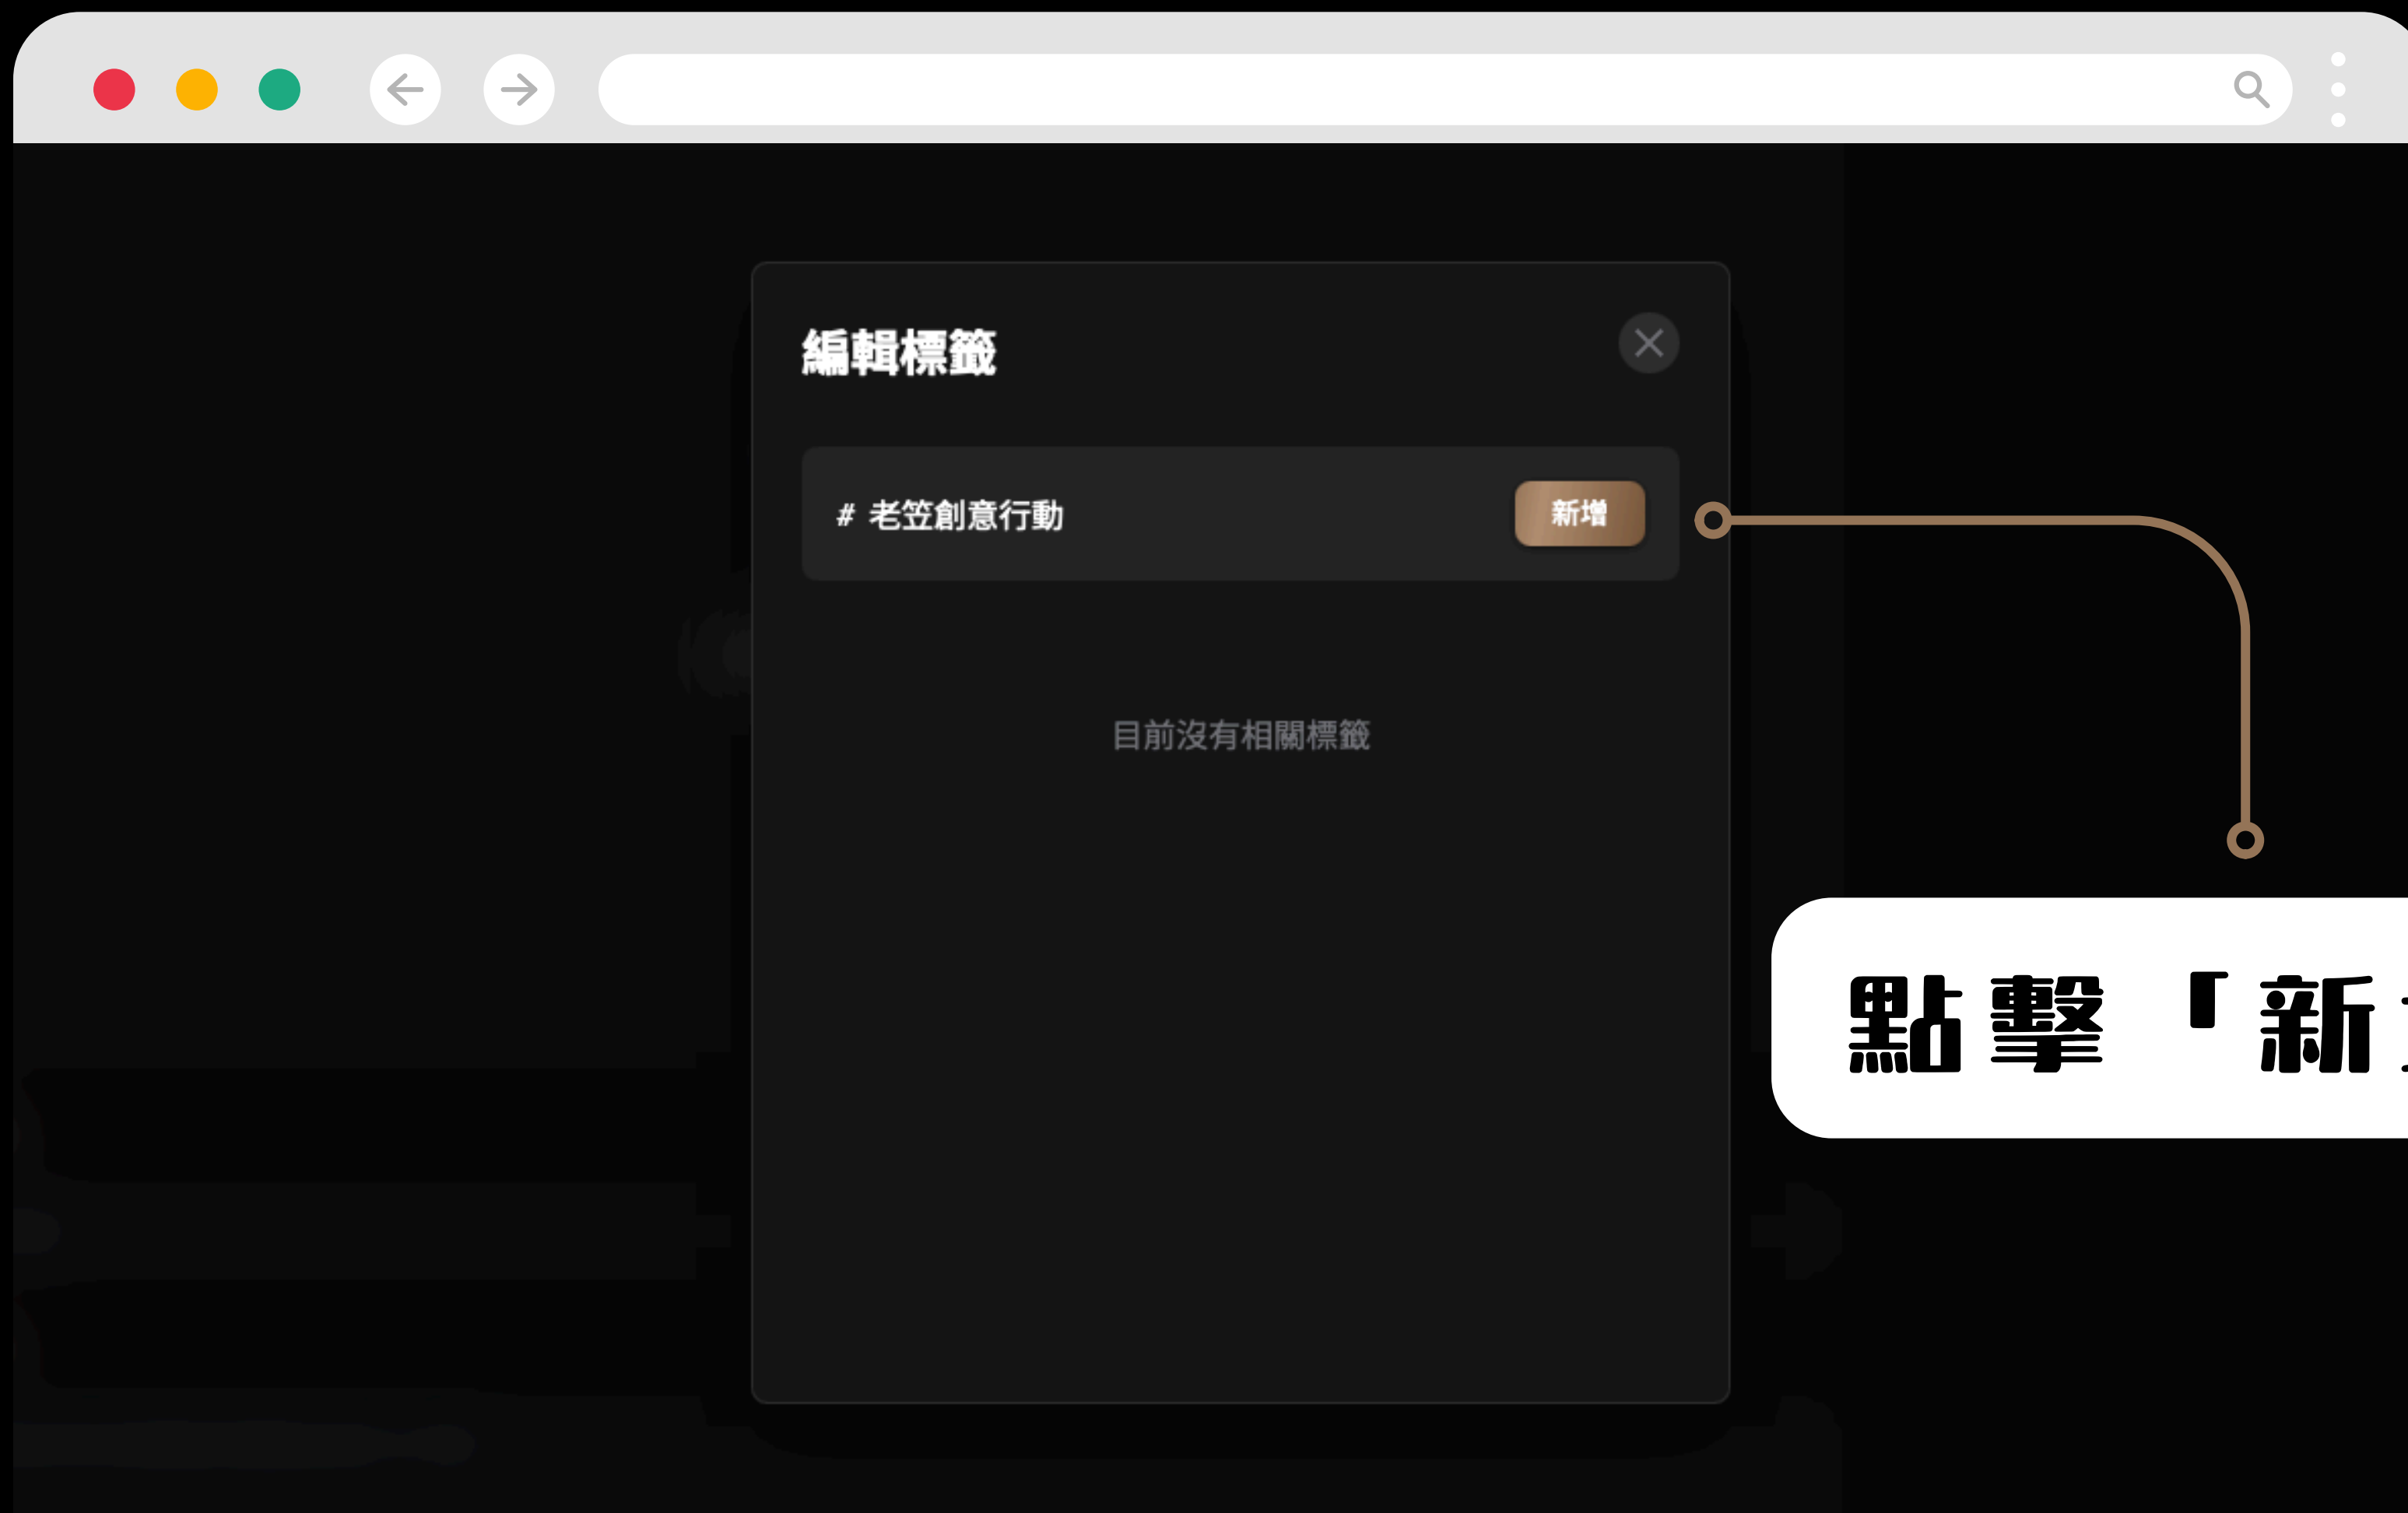 編輯標籤
# 老笠創意行動
新增
目前沒有相關標籤
點擊「新